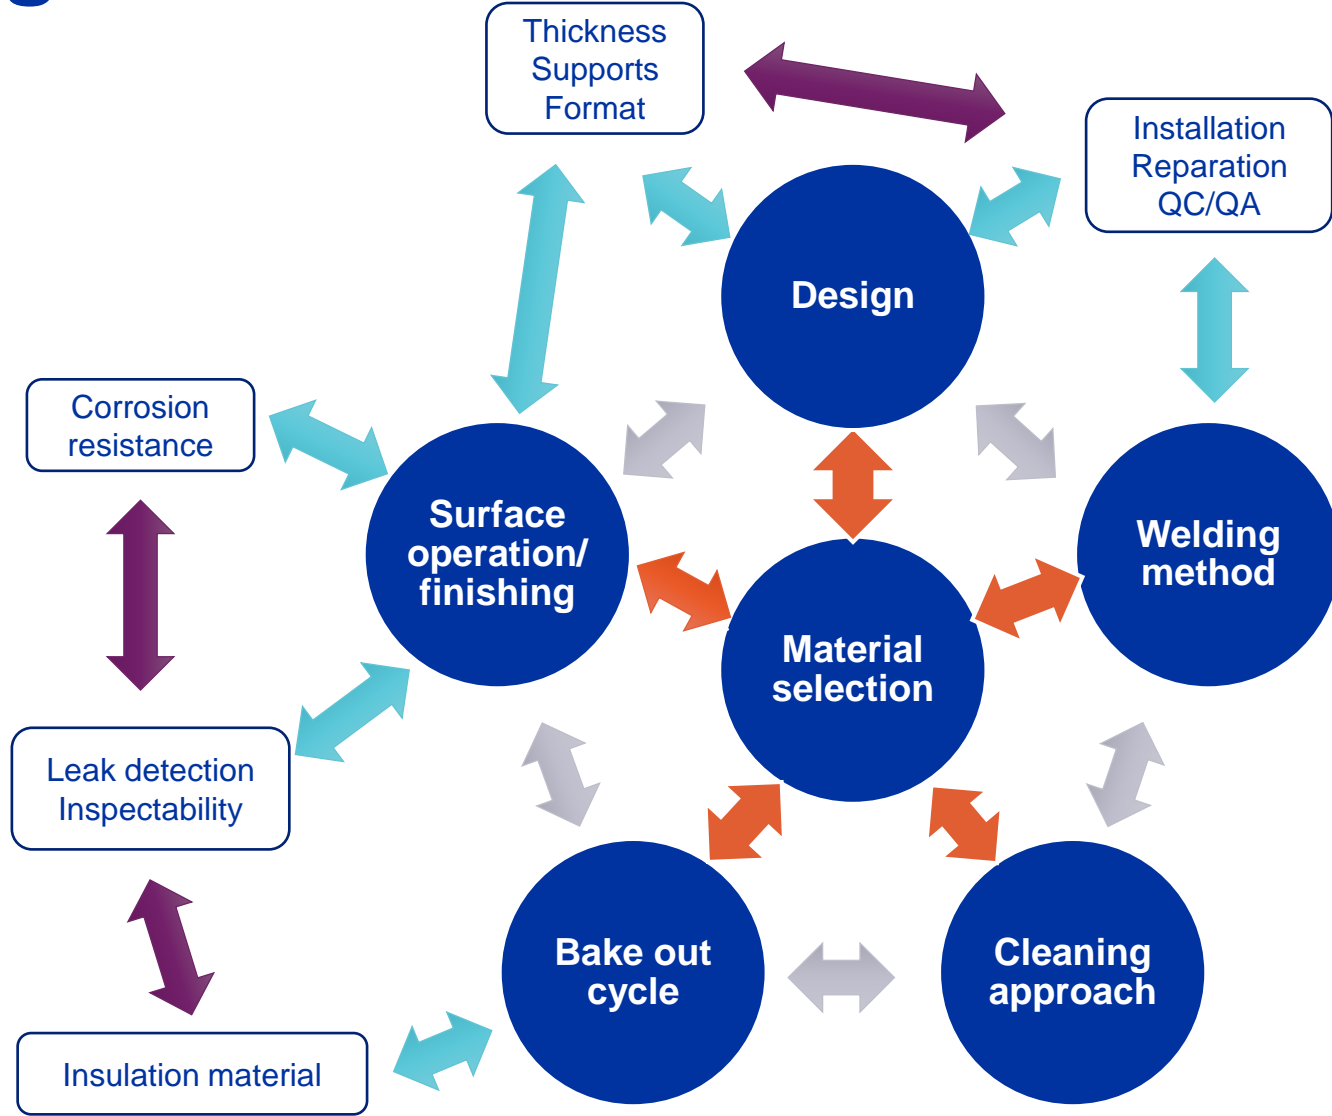 Thickness
Supports
Format
Installation
Reparation
QC/QA
Design
Corrosion
resistance
Surface
operation/
finishing
Welding
method
Material
selection
Leak detection
Inspectability
Bake out
cycle
Cleaning
approach
Insulation material